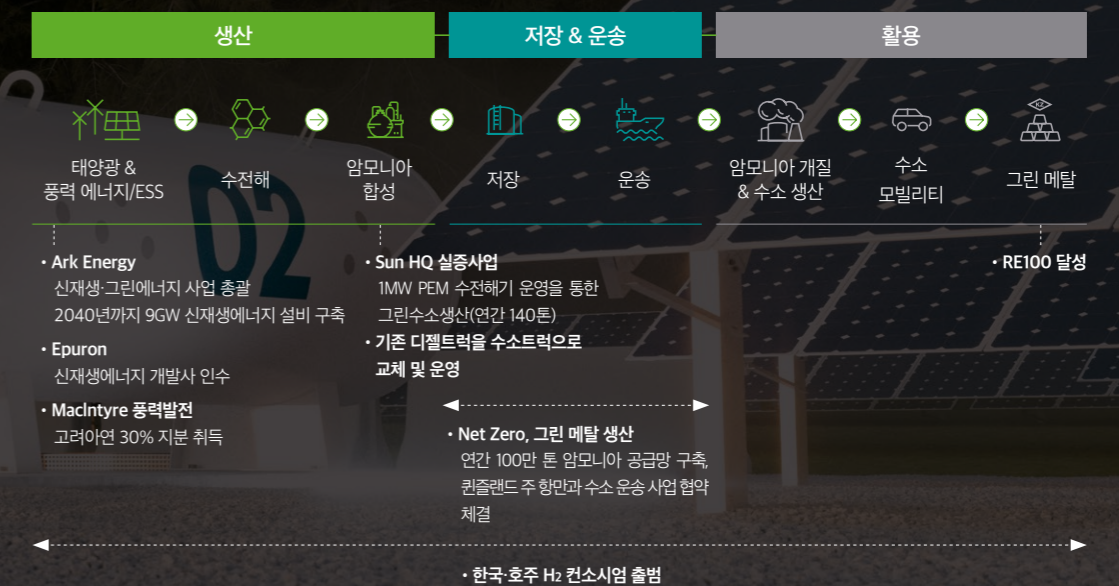 생산
저장 & 운송
활용
태양광 &
풍력 에너지/ESS
수전해
암모니아
합성
저장
운송
암모니아 개질
& 수소 생산
수소
모빌리티
H2
그린 메탈
D2
• Ark Energy
신재생·그린에너지 사업 총괄
2040년까지 9GW 신재생에너지 설비 구축
• Epuron
신재생에너지 개발사 인수
• MacIntyre 풍력발전
고려아연 30% 지분 취득
• Sun HQ 실증사업
1MW PEM 수전해기 운영을 통한
그린수소생산(연간 140톤)
• 기존 디젤트럭을 수소트럭으로
교체 및 운영
• RE100 달성
• Net Zero, 그린 메탈 생산
연간 100만 톤 암모니아 공급망 구축,
퀸즐랜드 주 항만과 수소 운송 사업 협약
체결
• 한국·호주 H₂ 컨소시엄 출범